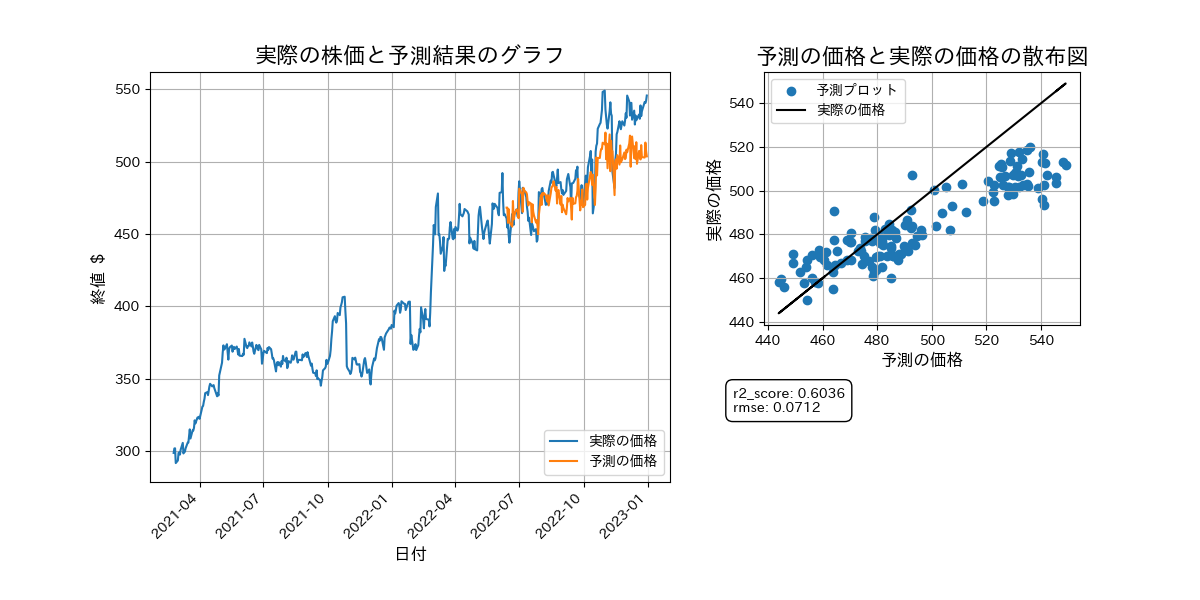 実際の株価と予測結果のグラフ
550
500
450
400
350
300
終値 $
2021-04
2021-07
2021-10
2022-01
2022-04
2022-07
2022-10
2023-01
日付
実際の価格
予測の価格
予測の価格と実際の価格の散布図
予測プロット
実際の価格
540
520
500
480
460
440
実際の価格
440
460
480
500
520
540
予測の価格
r2_score: 0.6036
rmse: 0.0712